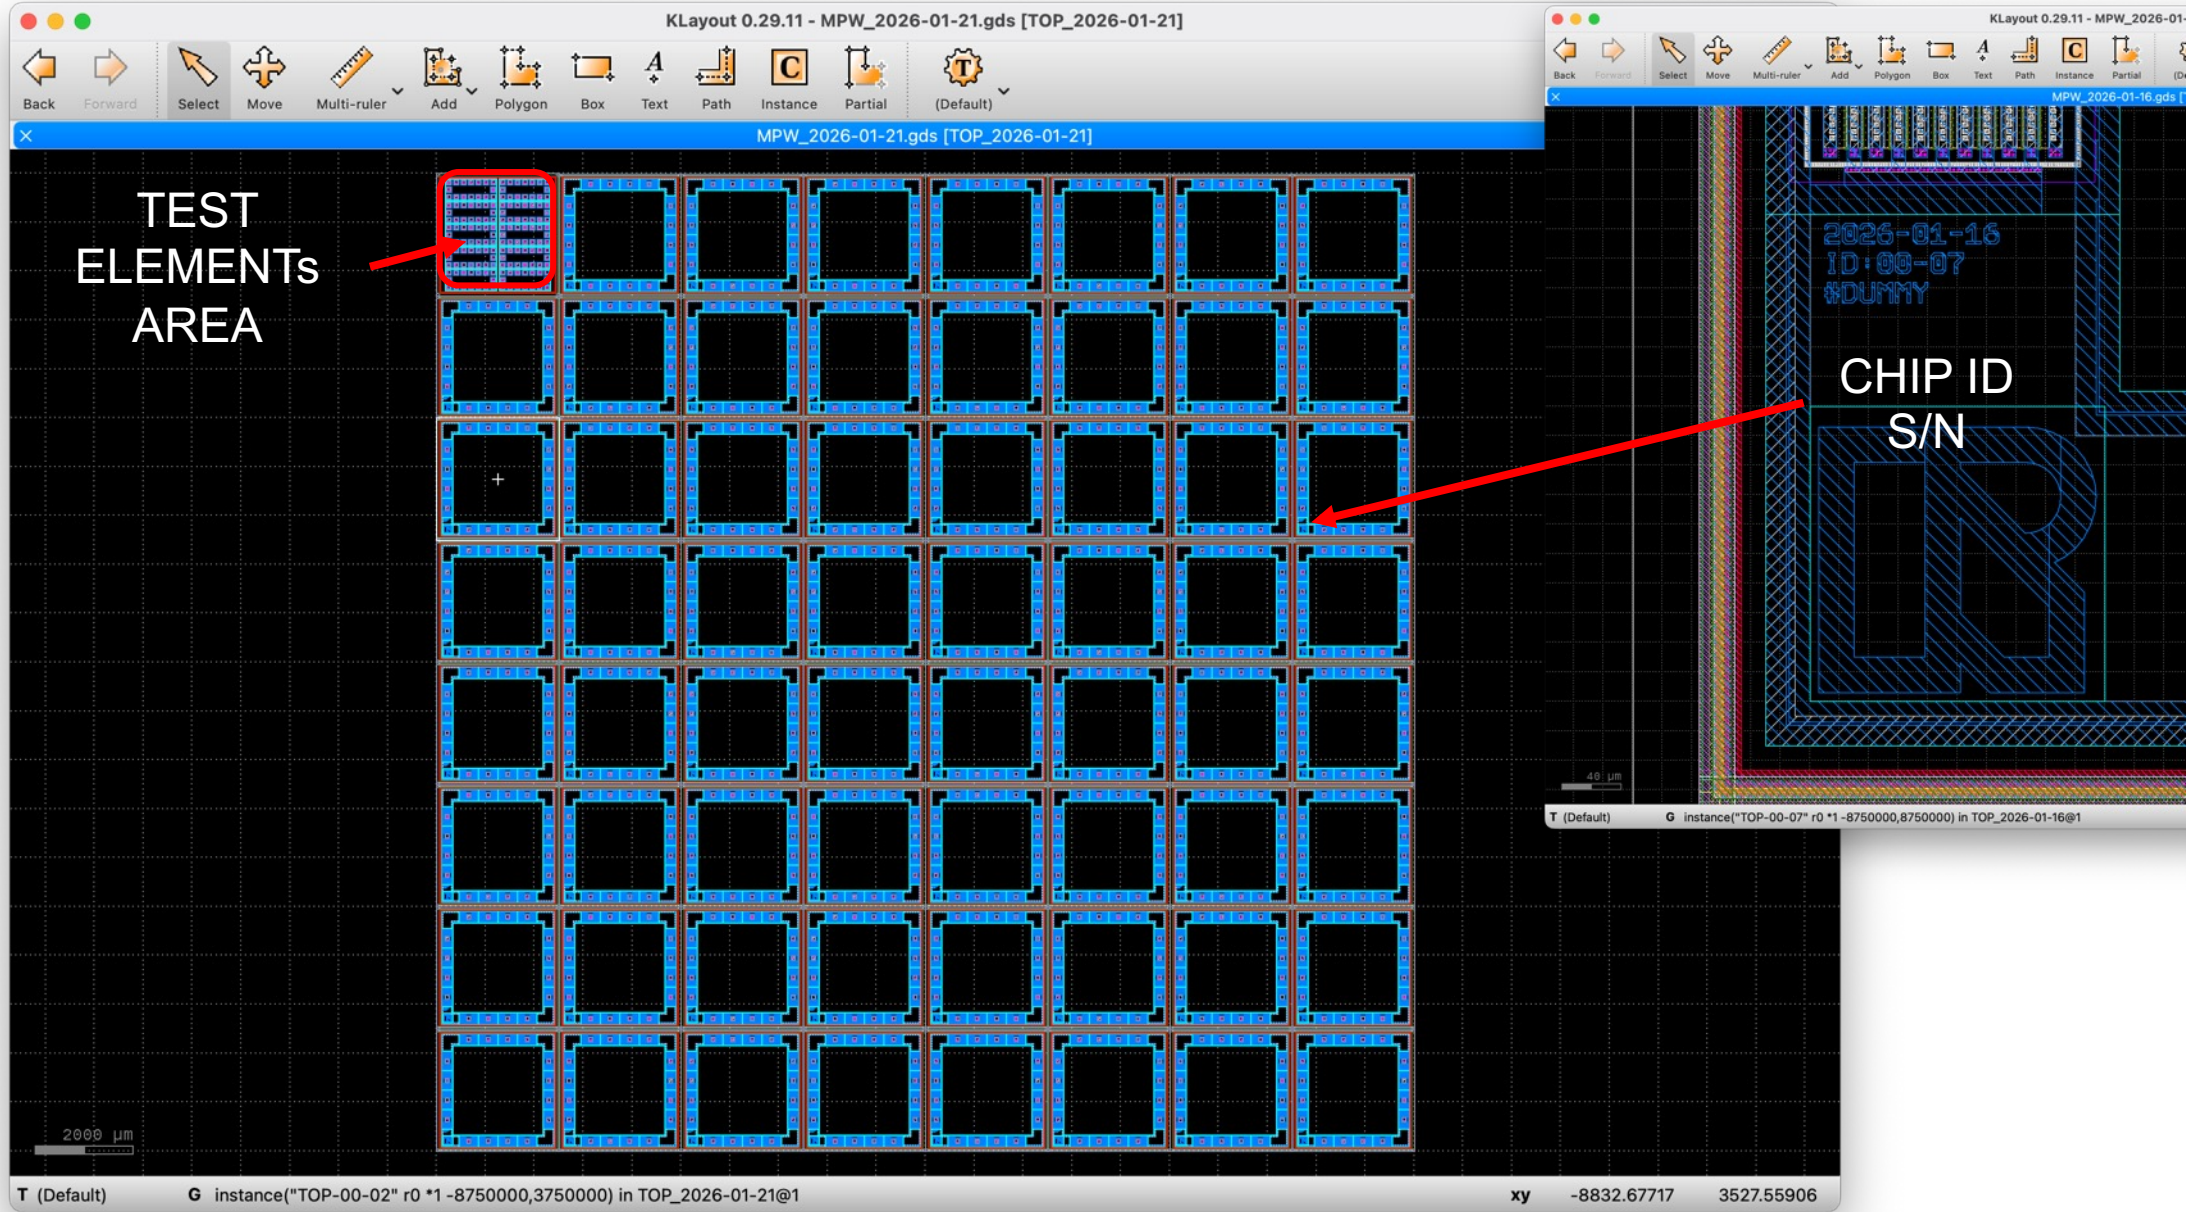 KLayout 0.29.11 - MPW_2026-01-21.gds [TOP_2026-01-21]
Back
Forward
Select
Move
Multi-ruler
Add
Polygon
Box
Text
Path
Instance
Partial
(Default)
MPW_2026-01-21.gds [TOP_2026-01-21]
TEST
ELEMENTs
AREA
2000 µm
T (Default)
G instance("TOP-00-02" r0 *1 -8750000,3750000) in TOP_2026-01-21@1
xy -8832.67717 3527.55906
KLayout 0.29.11 - MPW_2026-01-
Back
Forward
Select
Move
Multi-ruler
Add
Polygon
Box
Text
Path
Instance
Partial
(De
MPW_2026-01-16.gds [T
2026-01-16
ID:00-07
#DUMMY
CHIP ID
S/N
40 µm
T (Default)
G instance("TOP-00-07" r0 *1 -8750000,8750000) in TOP_2026-01-16@1